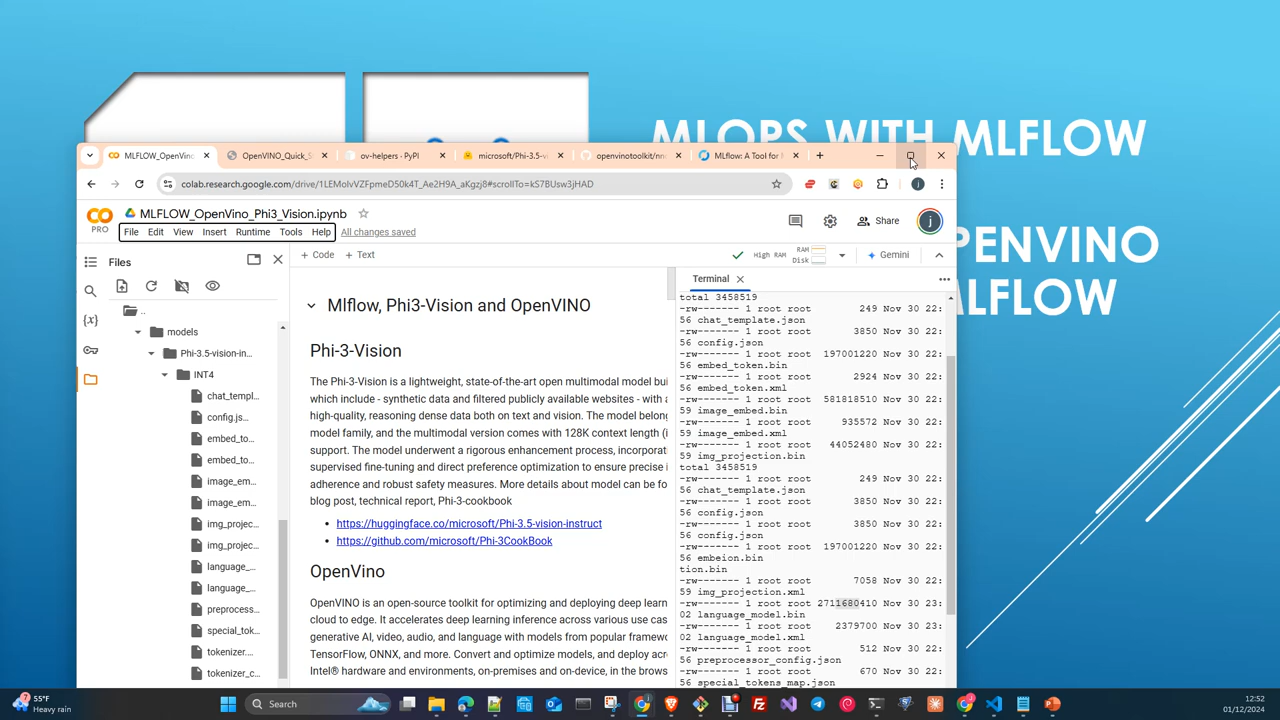 MLOPS WITH MLFLOW
PENVINO
MLFLOW
MLFLOW_OpenVino_
OpenVINO_Quick_S
ov-helpers - PyPI
microsoft/Phi-3.5-vi
openvinotoolkit/nn
MLflow: A Tool for
colab.research.google.com/drive/1LEMolvVZFpmeD50k4T_Ae2H9A_aKgzj8#scrollTo=kS7BUsw3jHAD
PRO
MLFLOW_OpenVino_Phi3_Vision.ipynb
Share
j
File Edit View Insert Runtime Tools Help All changes saved
Files
+ Code + Text
High RAM
RAM
Disk
Gemini
..
models
Phi-3.5-vision-in...
INT4
chat_templ...
config.js...
embed_to...
embed_to...
image_em...
image_em...
img_projec...
img_projec...
language_...
language_...
preprocess...
special_tok...
tokenizer....
tokenizer_c...
Mlflow, Phi3-Vision and OpenVINO
Phi-3-Vision
The Phi-3-Vision is a lightweight, state-of-the-art open multimodal model bui
which include - synthetic data and filtered publicly available websites - with a
high-quality, reasoning dense data both on text and vision. The model belong
model family, and the multimodal version comes with 128K context length (i
support. The model underwent a rigorous enhancement process, incorporat
supervised fine-tuning and direct preference optimization to ensure precise i
adherence and robust safety measures. More details about model can be fo
blog post, technical report, Phi-3-cookbook
• https://huggingface.co/microsoft/Phi-3.5-vision-instruct
• https://github.com/microsoft/Phi-3CookBook
OpenVino
OpenVINO is an open-source toolkit for optimizing and deploying deep learn
cloud to edge. It accelerates deep learning inference across various use cas
generative AI, video, audio, and language with models from popular framewo
TensorFlow, ONNX, and more. Convert and optimize models, and deploy acro
Intel® hardware and environments, on-premises and on-device, in the brows
Terminal
total 3458519
-rw------- 1 root root 249 Nov 30 22:
56 chat_template.json
-rw------- 1 root root 3850 Nov 30 22:
56 config.json
-rw------- 1 root root 197001220 Nov 30 22:
56 embed_token.bin
-rw------- 1 root root 2924 Nov 30 22:
56 embed_token.xml
-rw------- 1 root root 581818510 Nov 30 22:
59 image_embed.bin
-rw------- 1 root root 935572 Nov 30 22:
59 image_embed.xml
-rw------- 1 root root 44052480 Nov 30 22:
59 img_projection.bin
total 3458519
-rw------- 1 root root 249 Nov 30 22:
56 chat_template.json
-rw------- 1 root root 3850 Nov 30 22:
56 config.json
-rw------- 1 root root 3850 Nov 30 22:
56 config.json
-rw------- 1 root root 197001220 Nov 30 22:
56 embeion.bin
tion.bin
-rw------- 1 root root 7058 Nov 30 22:
59 img_projection.xml
-rw------- 1 root root 2711680410 Nov 30 23:
02 language_model.bin
-rw------- 1 root root 2379700 Nov 30 23:
02 language_model.xml
-rw------- 1 root root 512 Nov 30 22:
56 preprocessor_config.json
-rw------- 1 root root 670 Nov 30 22:
56 special_tokens_map.json
7
55°F
Heavy rain
Search
12:52
01/12/2024